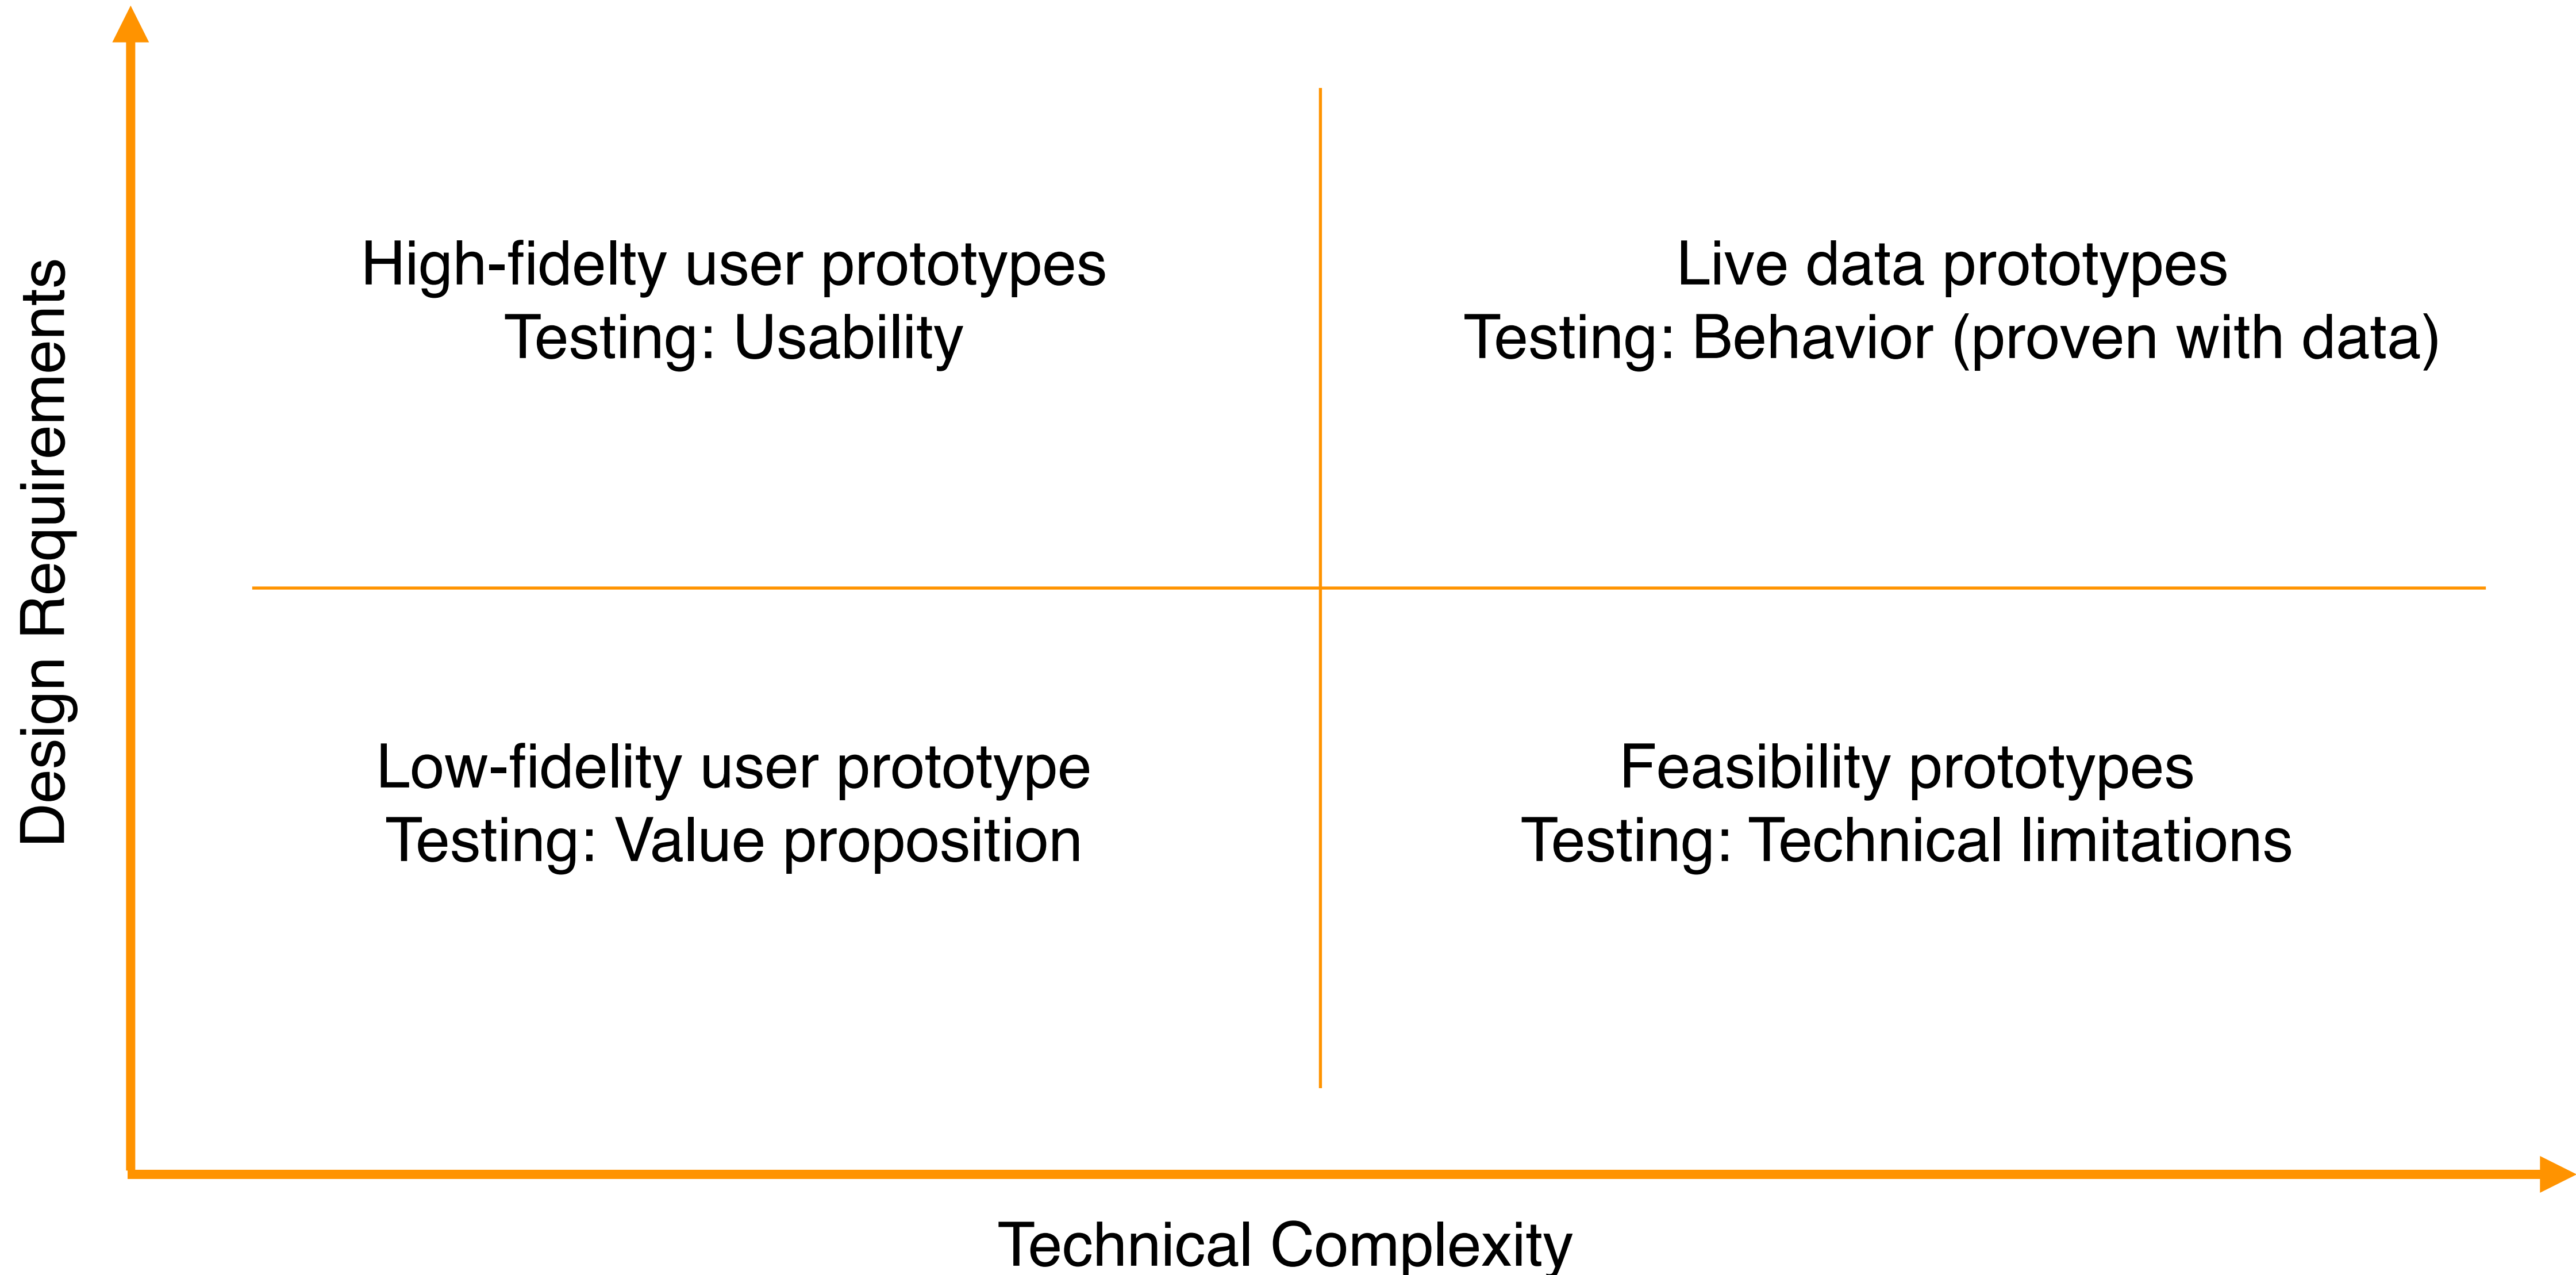 Design Requirements
High-fidelty user prototypes
Testing: Usability
Live data prototypes
Testing: Behavior (proven with data)
Low-fidelity user prototype
Testing: Value proposition
Feasibility prototypes
Testing: Technical limitations
Technical Complexity